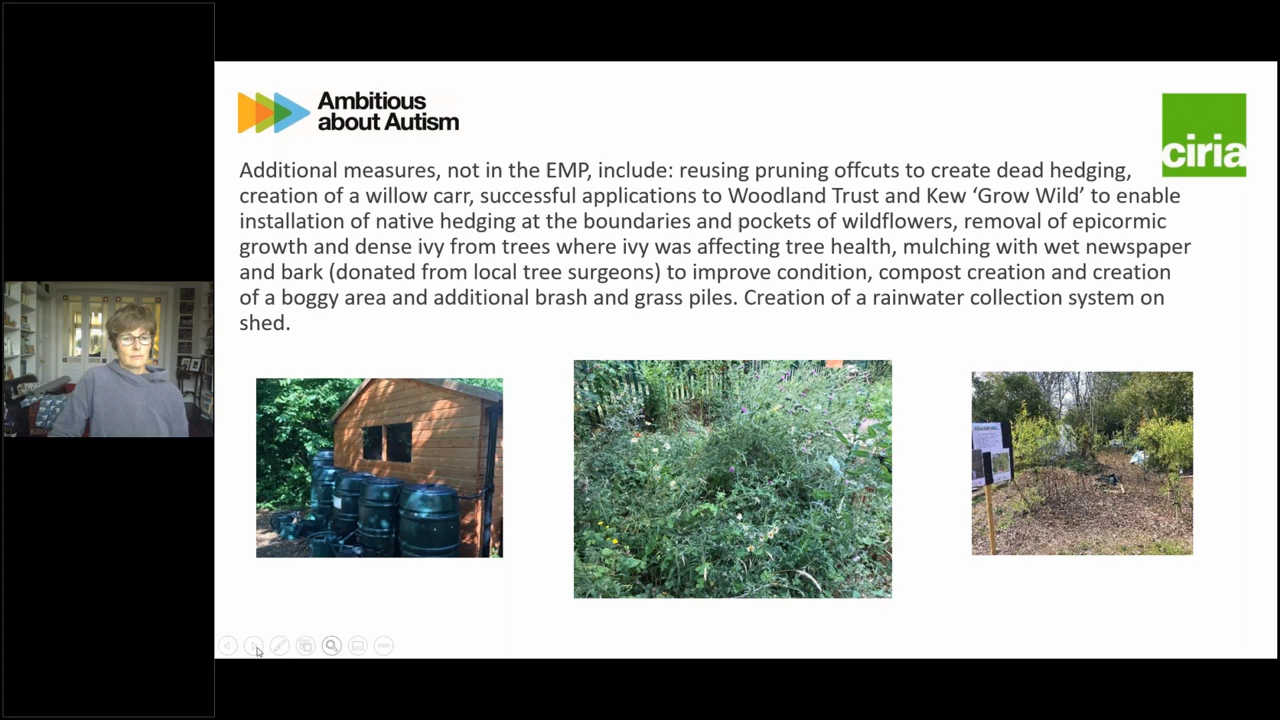 Ambitious
about Autism
ciria
Additional measures, not in the EMP, include: reusing pruning offcuts to create dead hedging,
creation of a willow carr, successful applications to Woodland Trust and Kew ‘Grow Wild’ to enable
installation of native hedging at the boundaries and pockets of wildflowers, removal of epicormic
growth and dense ivy from trees where ivy was affecting tree health, mulching with wet newspaper
and bark (donated from local tree surgeons) to improve condition, compost creation and creation
of a boggy area and additional brash and grass piles. Creation of a rainwater collection system on
shed.